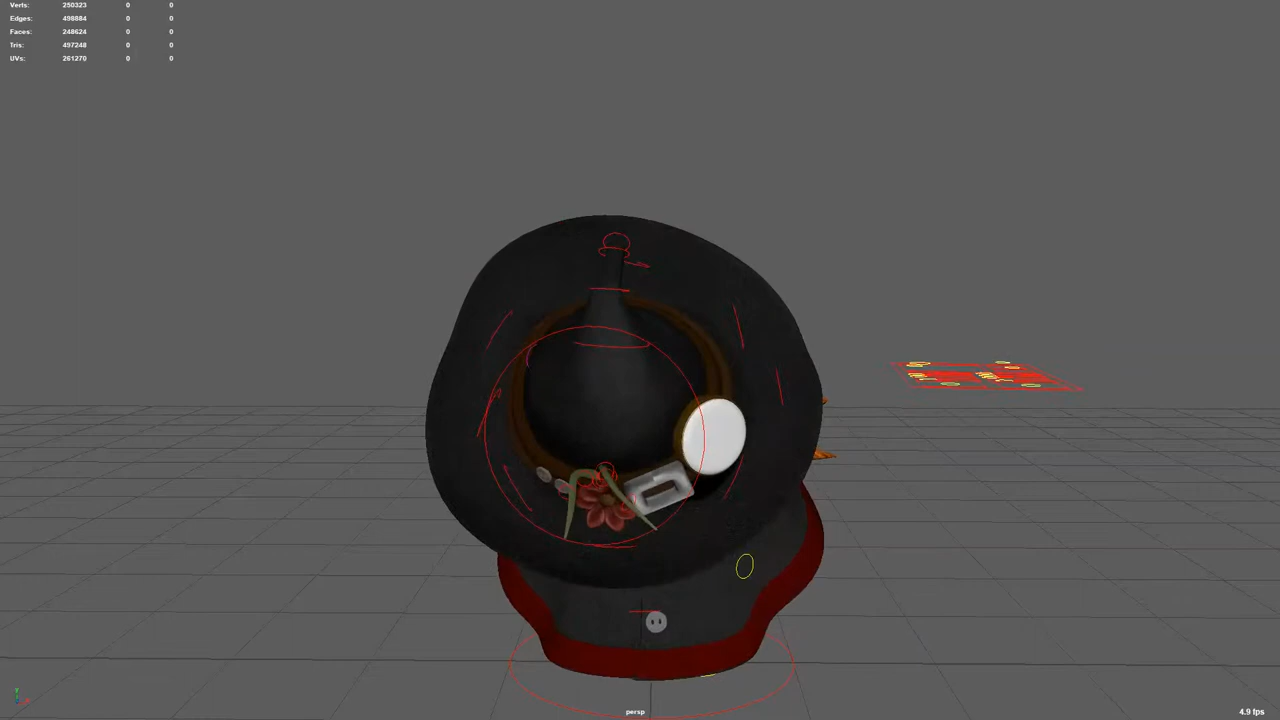 Verts: 250323 0 0
Edges: 498884 0 0
Faces: 248624 0 0
Tris: 497248 0 0
UVs: 261270 0 0
persp
4.9 fps